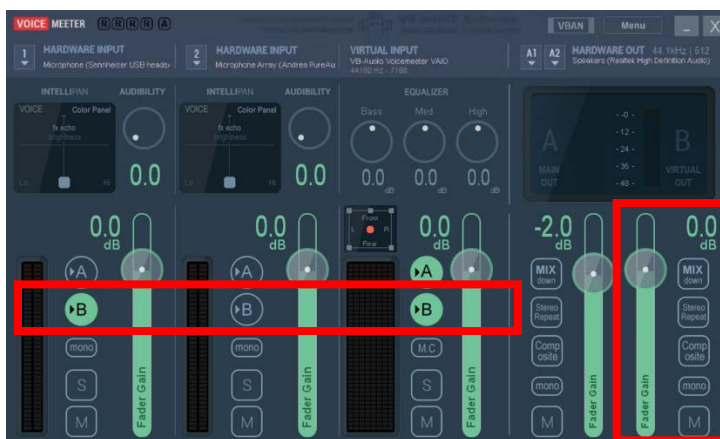 VOICE MEETER R R R R A
VBAN Menu _ X
1 HARDWARE INPUT
Microphone (Sennheiser USB heads
2 HARDWARE INPUT
Microphone Array (Andrea PureAu
VIRTUAL INPUT
VB-Audio Voicemeeter VAIO
44100 Hz - 7168
A1 A2 HARDWARE OUT 44.1kHz | 512
Speakers (Realtek High Definition Audio)
INTELLIPAN AUDIBILITY
VOICE Color Panel
fx echo
brightness
Lo Hi
0.0
INTELLIPAN AUDIBILITY
VOICE Color Panel
fx echo
brightness
Lo Hi
0.0
EQUALIZER
Bass Med High
0.0 dB 0.0 dB 0.0 dB
A
MAIN OUT
- -0 -
-12 -
- 24 -
- 36 -
- 48 -
B
VIRTUAL OUT
0.0 dB
A
B
mono
S
M
Fader Gain
0.0 dB
A
B
mono
S
M
Fader Gain
Front
L R
Rear
0.0 dB
A
B
M.C
S
M
Fader Gain
-2.0 dB
MIX down
Stereo Repeat
Composite
mono
M
Fader Gain
0.0 dB
Fader Gain
MIX down
Stereo Repeat
Composite
mono
M